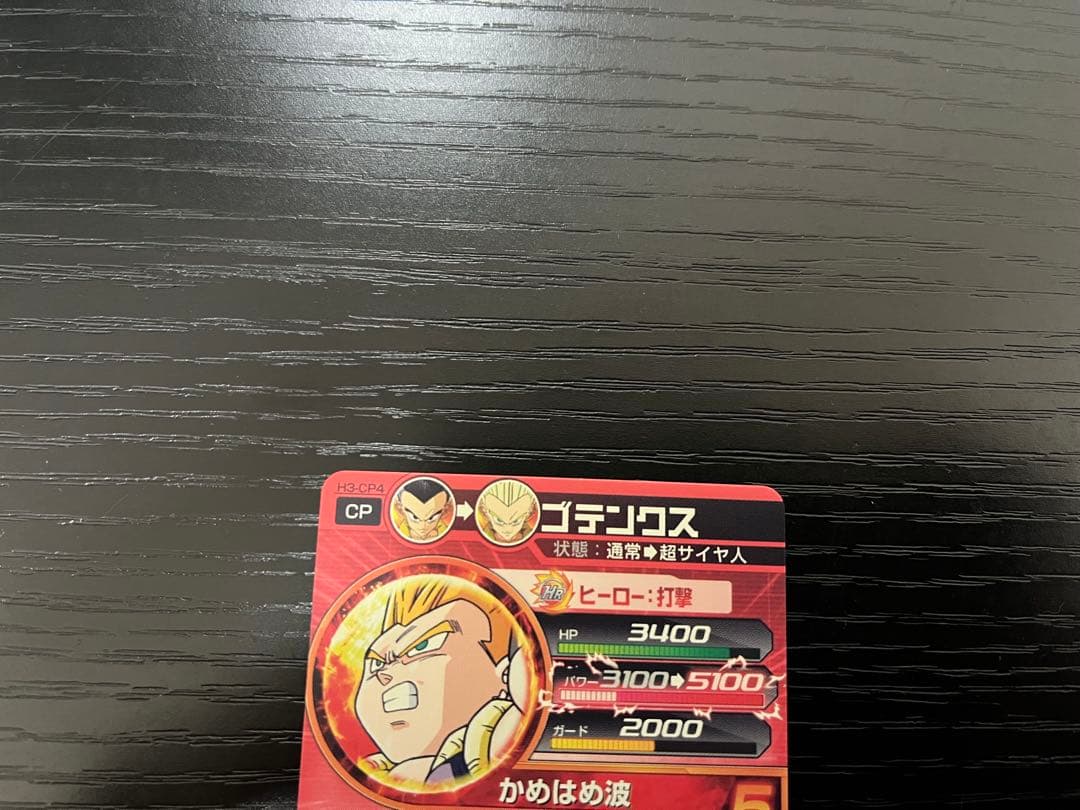 H3-CP4
CP
ゴテンクス
状態：通常➡超サイヤ人
HR ヒーロー：打撃
HP 3400
パワー 3100➡5100
ガード 2000
かめはめ波
5